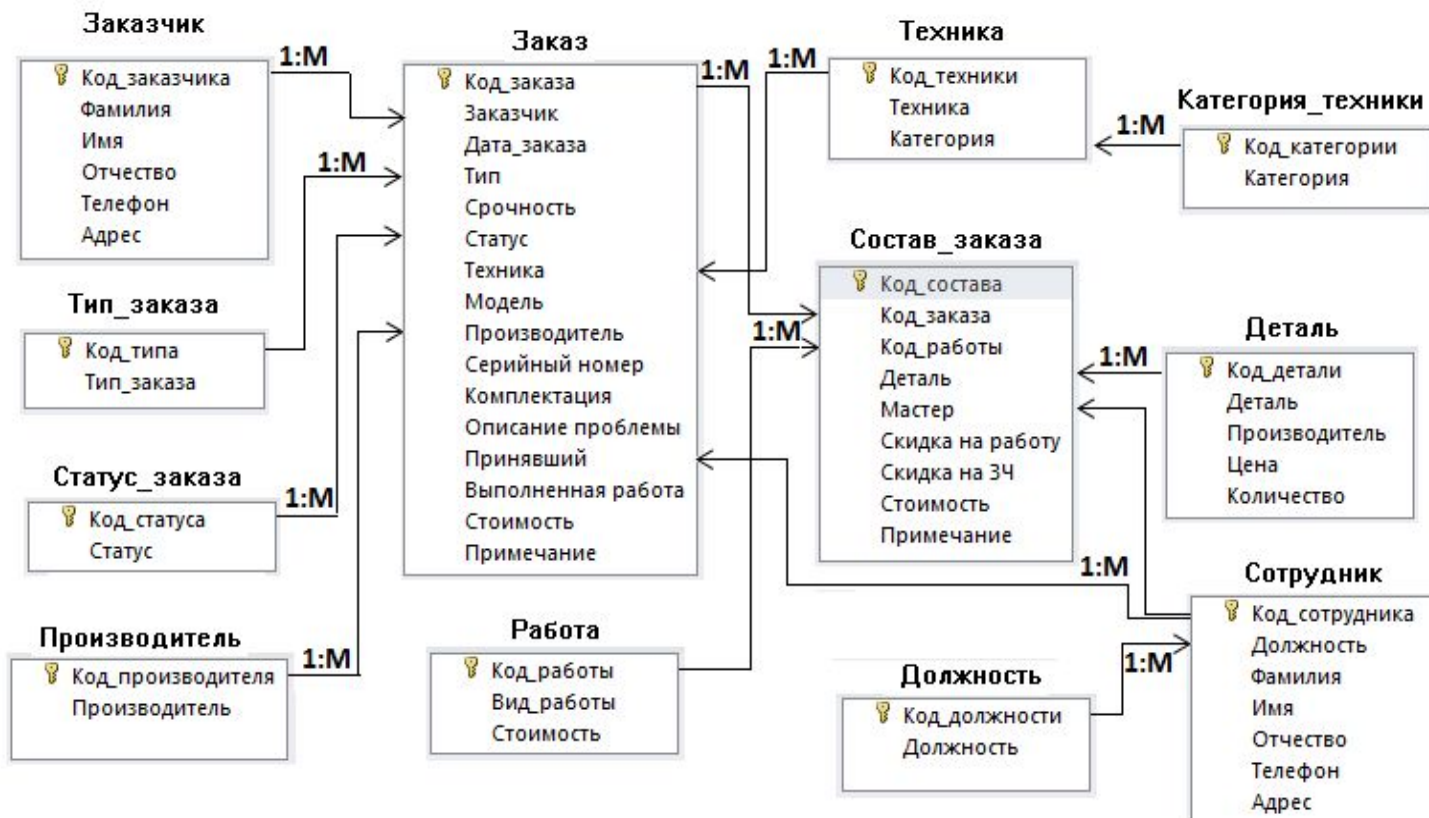 Заказчик
1:М
Код_заказчика
Фамилия
Имя
Отчество
Телефон
Адрес
Тип_заказа
1:М
Код_типа
Тип_заказа
Статус_заказа
1:М
Код_статуса
Статус
Производитель
1:М
Код_производителя
Производитель
Заказ
1:М
Код_заказа
Заказчик
Дата_заказа
Тип
Срочность
Статус
Техника
Модель
Производитель
Серийный номер
Комплектация
Описание проблемы
Принявший
Выполненная работа
Стоимость
Примечание
Работа
1:М
Код_работы
Вид_работы
Стоимость
Техника
1:М
Код_техники
Техника
Категория
Категория_техники
1:М
Код_категории
Категория
Состав_заказа
Код_состава
Код_заказа
Код_работы
Деталь
Мастер
Скидка на работу
Скидка на ЗЧ
Стоимость
Примечание
Деталь
1:М
Код_детали
Деталь
Производитель
Цена
Количество
Должность
1:М
Код_должности
Должность
Сотрудник
1:М
Код_сотрудника
Должность
Фамилия
Имя
Отчество
Телефон
Адрес